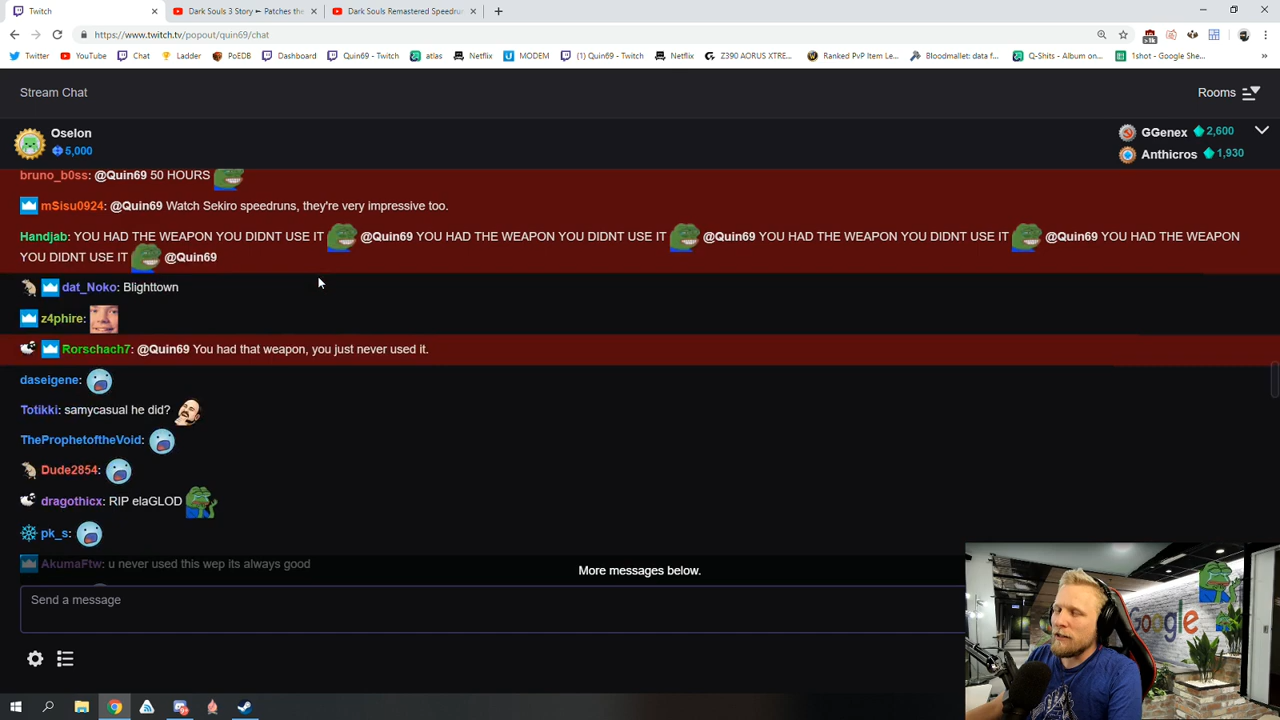 Twitch
Dark Souls 3 Story ► Patches the
Dark Souls Remastered Speedru
https://www.twitch.tv/popout/quin69/chat
Twitter YouTube Chat Ladder PoEDB Dashboard Quin69 - Twitch atlas Netflix MODEM (1) Quin69 - Twitch Netflix Z390 AORUS XTRE... Ranked PvP Item Le... Bloodmallet: data f... Q-Shits - Album on... 1shot - Google She... »
Stream Chat
Rooms
Oselon
5,000
GGenex 2,600
Anthicros 1,930
bruno_b0ss: @Quin69 50 HOURS
mSisu0924: @Quin69 Watch Sekiro speedruns, they're very impressive too.
Handjab: YOU HAD THE WEAPON YOU DIDNT USE IT @Quin69 YOU HAD THE WEAPON YOU DIDNT USE IT @Quin69 YOU HAD THE WEAPON YOU DIDNT USE IT @Quin69 YOU HAD THE WEAPON
YOU DIDNT USE IT @Quin69
dat_Noko: Blighttown
z4phire:
Rorschach7: @Quin69 You had that weapon, you just never used it.
daseigene:
Totikki: samycasual he did?
TheProphetoftheVoid:
Dude2854:
dragothicx: RIP elaGLOD
pk_s:
AkumaFtw: u never used this wep its always good
More messages below.
Send a message
Google